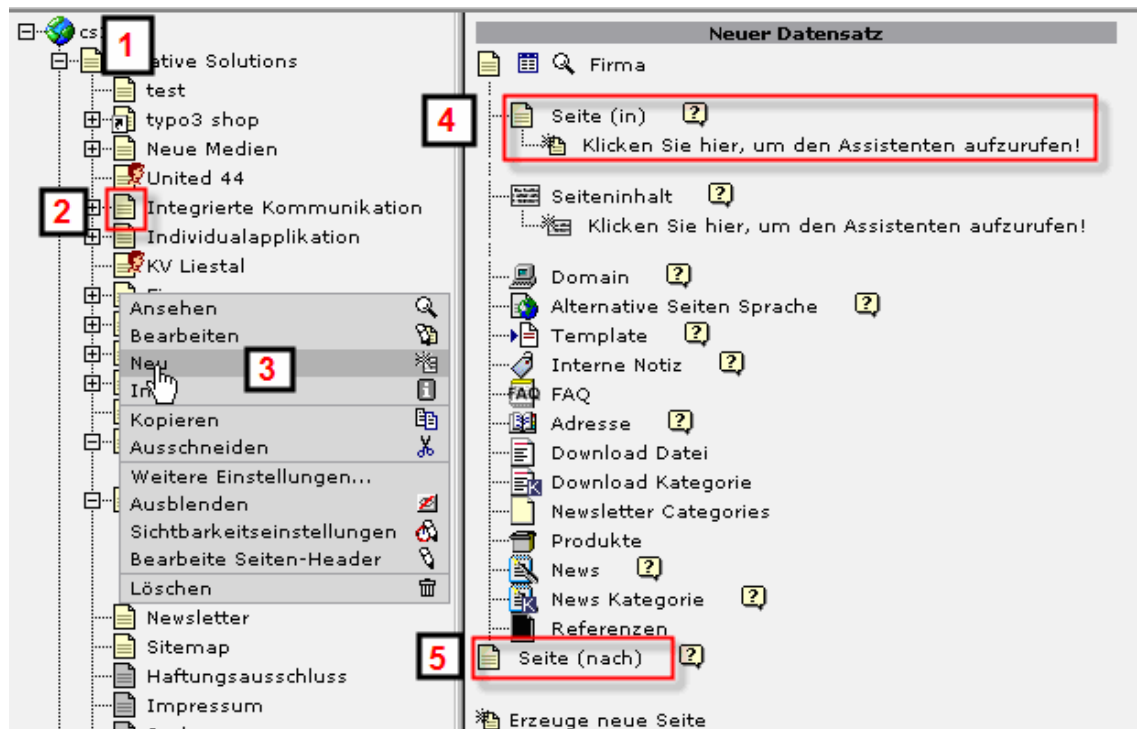 cs
1
ative Solutions
test
typo3 shop
Neue Medien
United 44
2
Integrierte Kommunikation
Individualapplikation
KV Liestal
Ansehen
Bearbeiten
Neu
3
In
Kopieren
Ausschneiden
Weitere Einstellungen...
Ausblenden
Sichtbarkeitseinstellungen
Bearbeite Seiten-Header
Löschen
Newsletter
Sitemap
Haftungsausschluss
Impressum
Neuer Datensatz
Firma
4
Seite (in) ?
Klicken Sie hier, um den Assistenten aufzurufen!
Seiteninhalt ?
Klicken Sie hier, um den Assistenten aufzurufen!
Domain ?
Alternative Seiten Sprache ?
Template ?
Interne Notiz ?
FAQ FAQ
Adresse ?
Download Datei
K Download Kategorie
Newsletter Categories
Produkte
News ?
K News Kategorie ?
Referenzen
5
Seite (nach) ?
Erzeuge neue Seite